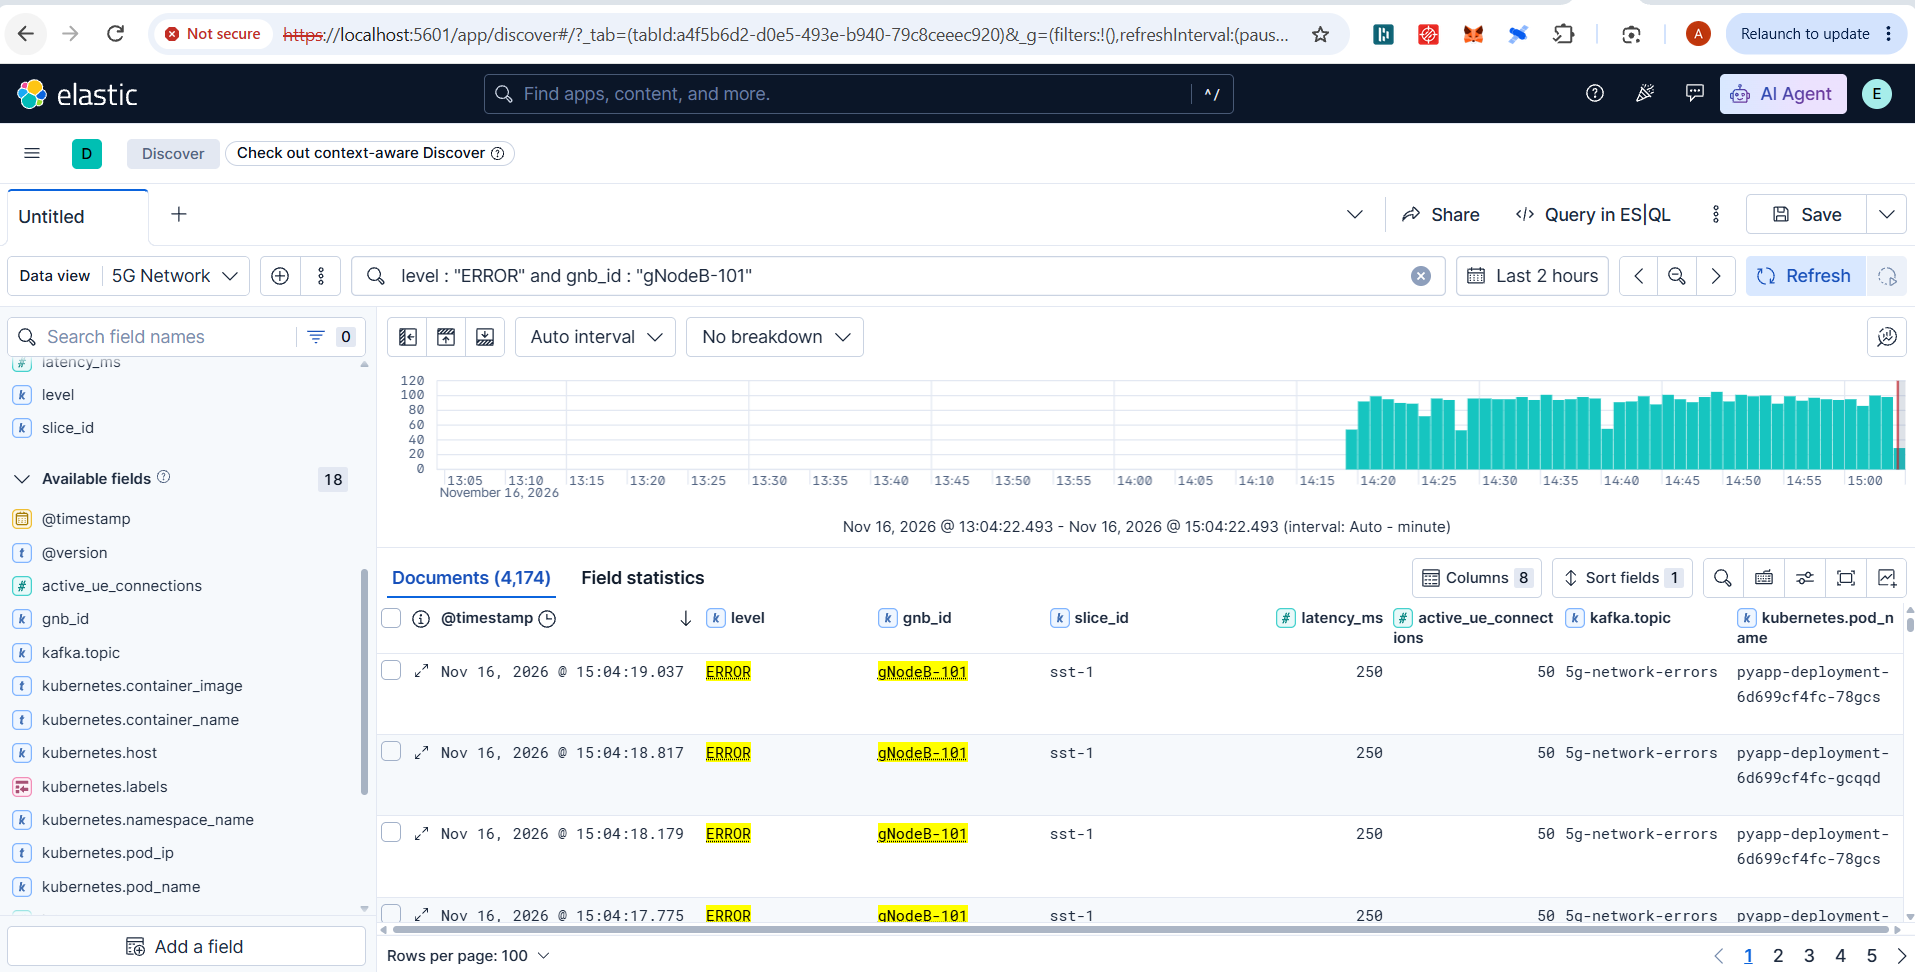 Not secure
https://localhost:5601/app/discover#/?_tab=(tabId:a4f5b6d2-d0e5-493e-b940-79c8ceeec920)&_g=(filters:!(),refreshInterval:(paus...
A
Relaunch to update
elastic
Find apps, content, and more.
^/
AI Agent
E
D
Discover
Check out context-aware Discover
Untitled
Share
Query in ES|QL
Save
Data view
5G Network
level : "ERROR" and gnb_id : "gNodeB-101"
Last 2 hours
Refresh
Search field names
0
latency_ms
k level
k slice_id
Available fields
18
@timestamp
t @version
# active_ue_connections
k gnb_id
k kafka.topic
t kubernetes.container_image
t kubernetes.container_name
k kubernetes.host
kubernetes.labels
k kubernetes.namespace_name
t kubernetes.pod_ip
k kubernetes.pod_name
Add a field
Auto interval
No breakdown
120
100
80
60
40
20
0
13:05 13:10 13:15 13:20 13:25 13:30 13:35 13:40 13:45 13:50 13:55 14:00 14:05 14:10 14:15 14:20 14:25 14:30 14:35 14:40 14:45 14:50 14:55 15:00
November 16, 2026
Nov 16, 2026 @ 13:04:22.493 - Nov 16, 2026 @ 15:04:22.493 (interval: Auto - minute)
Documents (4,174)
Field statistics
Columns 8
Sort fields 1
@timestamp
k level
k gnb_id
k slice_id
# latency_ms
# active_ue_connect
ions
k kafka.topic
k kubernetes.pod_n
ame
Nov 16, 2026 @ 15:04:19.037 ERROR gNodeB-101 sst-1 250 50 5g-network-errors pyapp-deployment-
6d699cf4fc-78gcs
Nov 16, 2026 @ 15:04:18.817 ERROR gNodeB-101 sst-1 250 50 5g-network-errors pyapp-deployment-
6d699cf4fc-gcqqd
Nov 16, 2026 @ 15:04:18.179 ERROR gNodeB-101 sst-1 250 50 5g-network-errors pyapp-deployment-
6d699cf4fc-78gcs
Nov 16, 2026 @ 15:04:17.775 ERROR gNodeB-101 sst-1 250 50 5g-network-errors pyapp-deployment-
Rows per page: 100
1 2 3 4 5